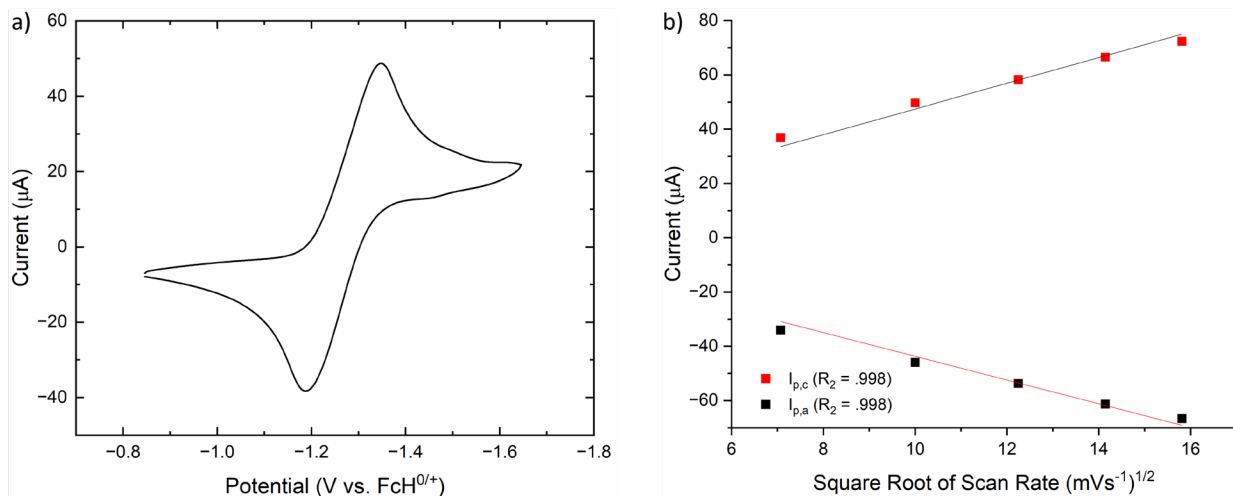 a)
60
40
20
0
−20
−40
Current (μA)
−0.8 −1.0 −1.2 −1.4 −1.6 −1.8
Potential (V vs. FcH0/+)
b)
80
60
40
20
0
−20
−40
−60
Current (μA)
Ip,c (R2 = .998)
Ip,a (R2 = .998)
6 8 10 12 14 16
Square Root of Scan Rate (mVs-1)1/2